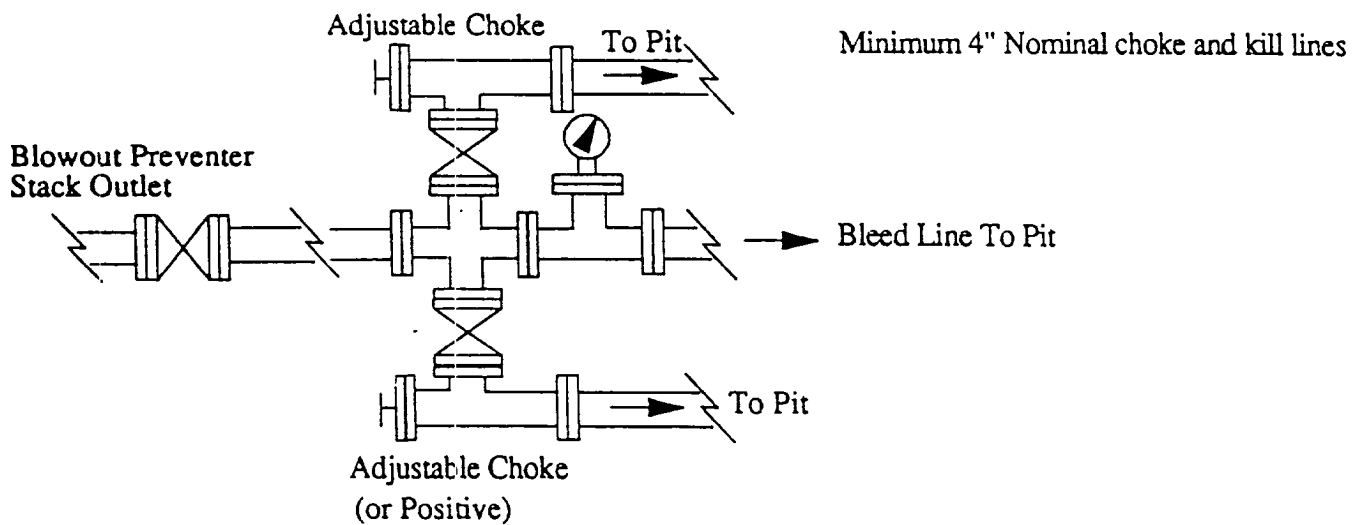 Adjustable Choke
To Pit
Minimum 4" Nominal choke and kill lines
Blowout Preventer
Stack Outlet
Bleed Line To Pit
To Pit
Adjustable Choke
(or Positive)